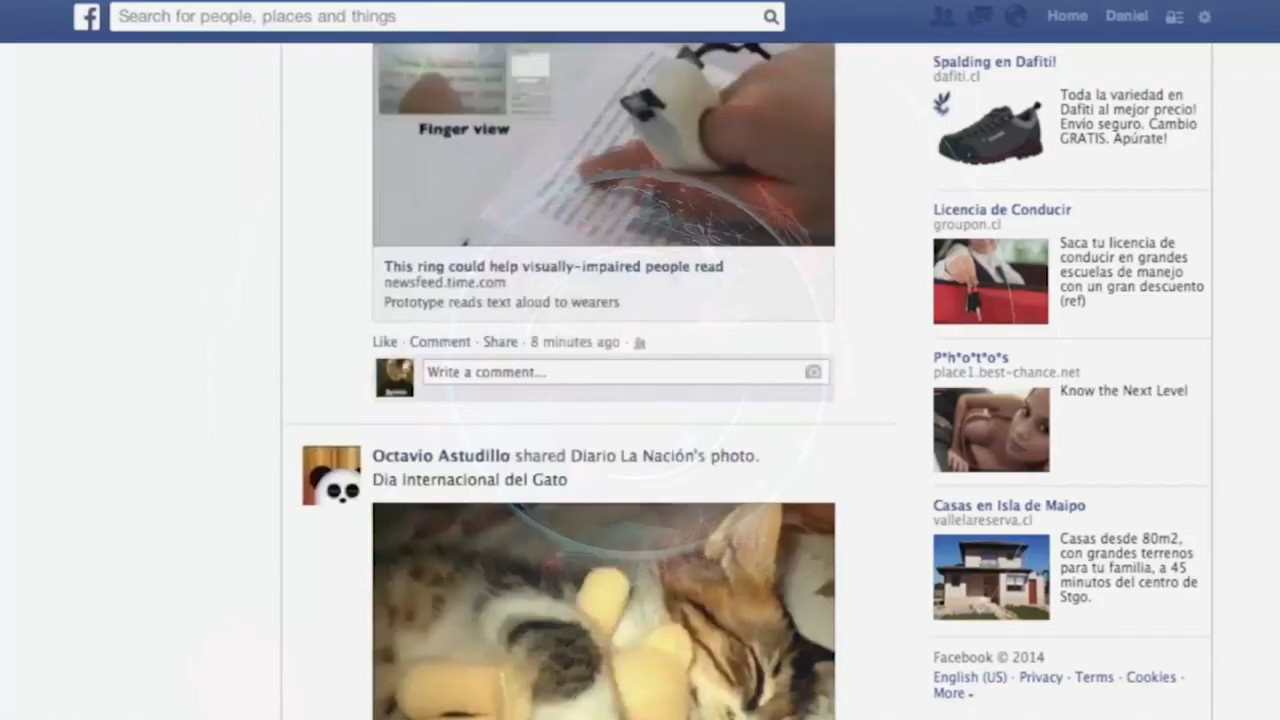 f
Search for people, places and things
Home
Daniel
Finger view
This ring could help visually-impaired people read
newsfeed.time.com
Prototype reads text aloud to wearers
Like · Comment · Share · 8 minutes ago ·
Write a comment...
Octavio Astudillo shared Diario La Nación's photo.
Dia Internacional del Gato
Spalding en Dafiti!
dafiti.cl
Toda la variedad en
Dafiti al mejor precio!
Envío seguro. Cambio
GRATIS. Apúrate!
Licencia de Conducir
groupon.cl
Saca tu licencia de
conducir en grandes
escuelas de manejo
con un gran descuento
(ref)
P*h*o*t*o*s
place1.best-chance.net
Know the Next Level
Casas en Isla de Maipo
vallelareserva.cl
Casas desde 80m2,
con grandes terrenos
para tu familia, a 45
minutos del centro de
Stgo.
Facebook © 2014
English (US) · Privacy · Terms · Cookies ·
More